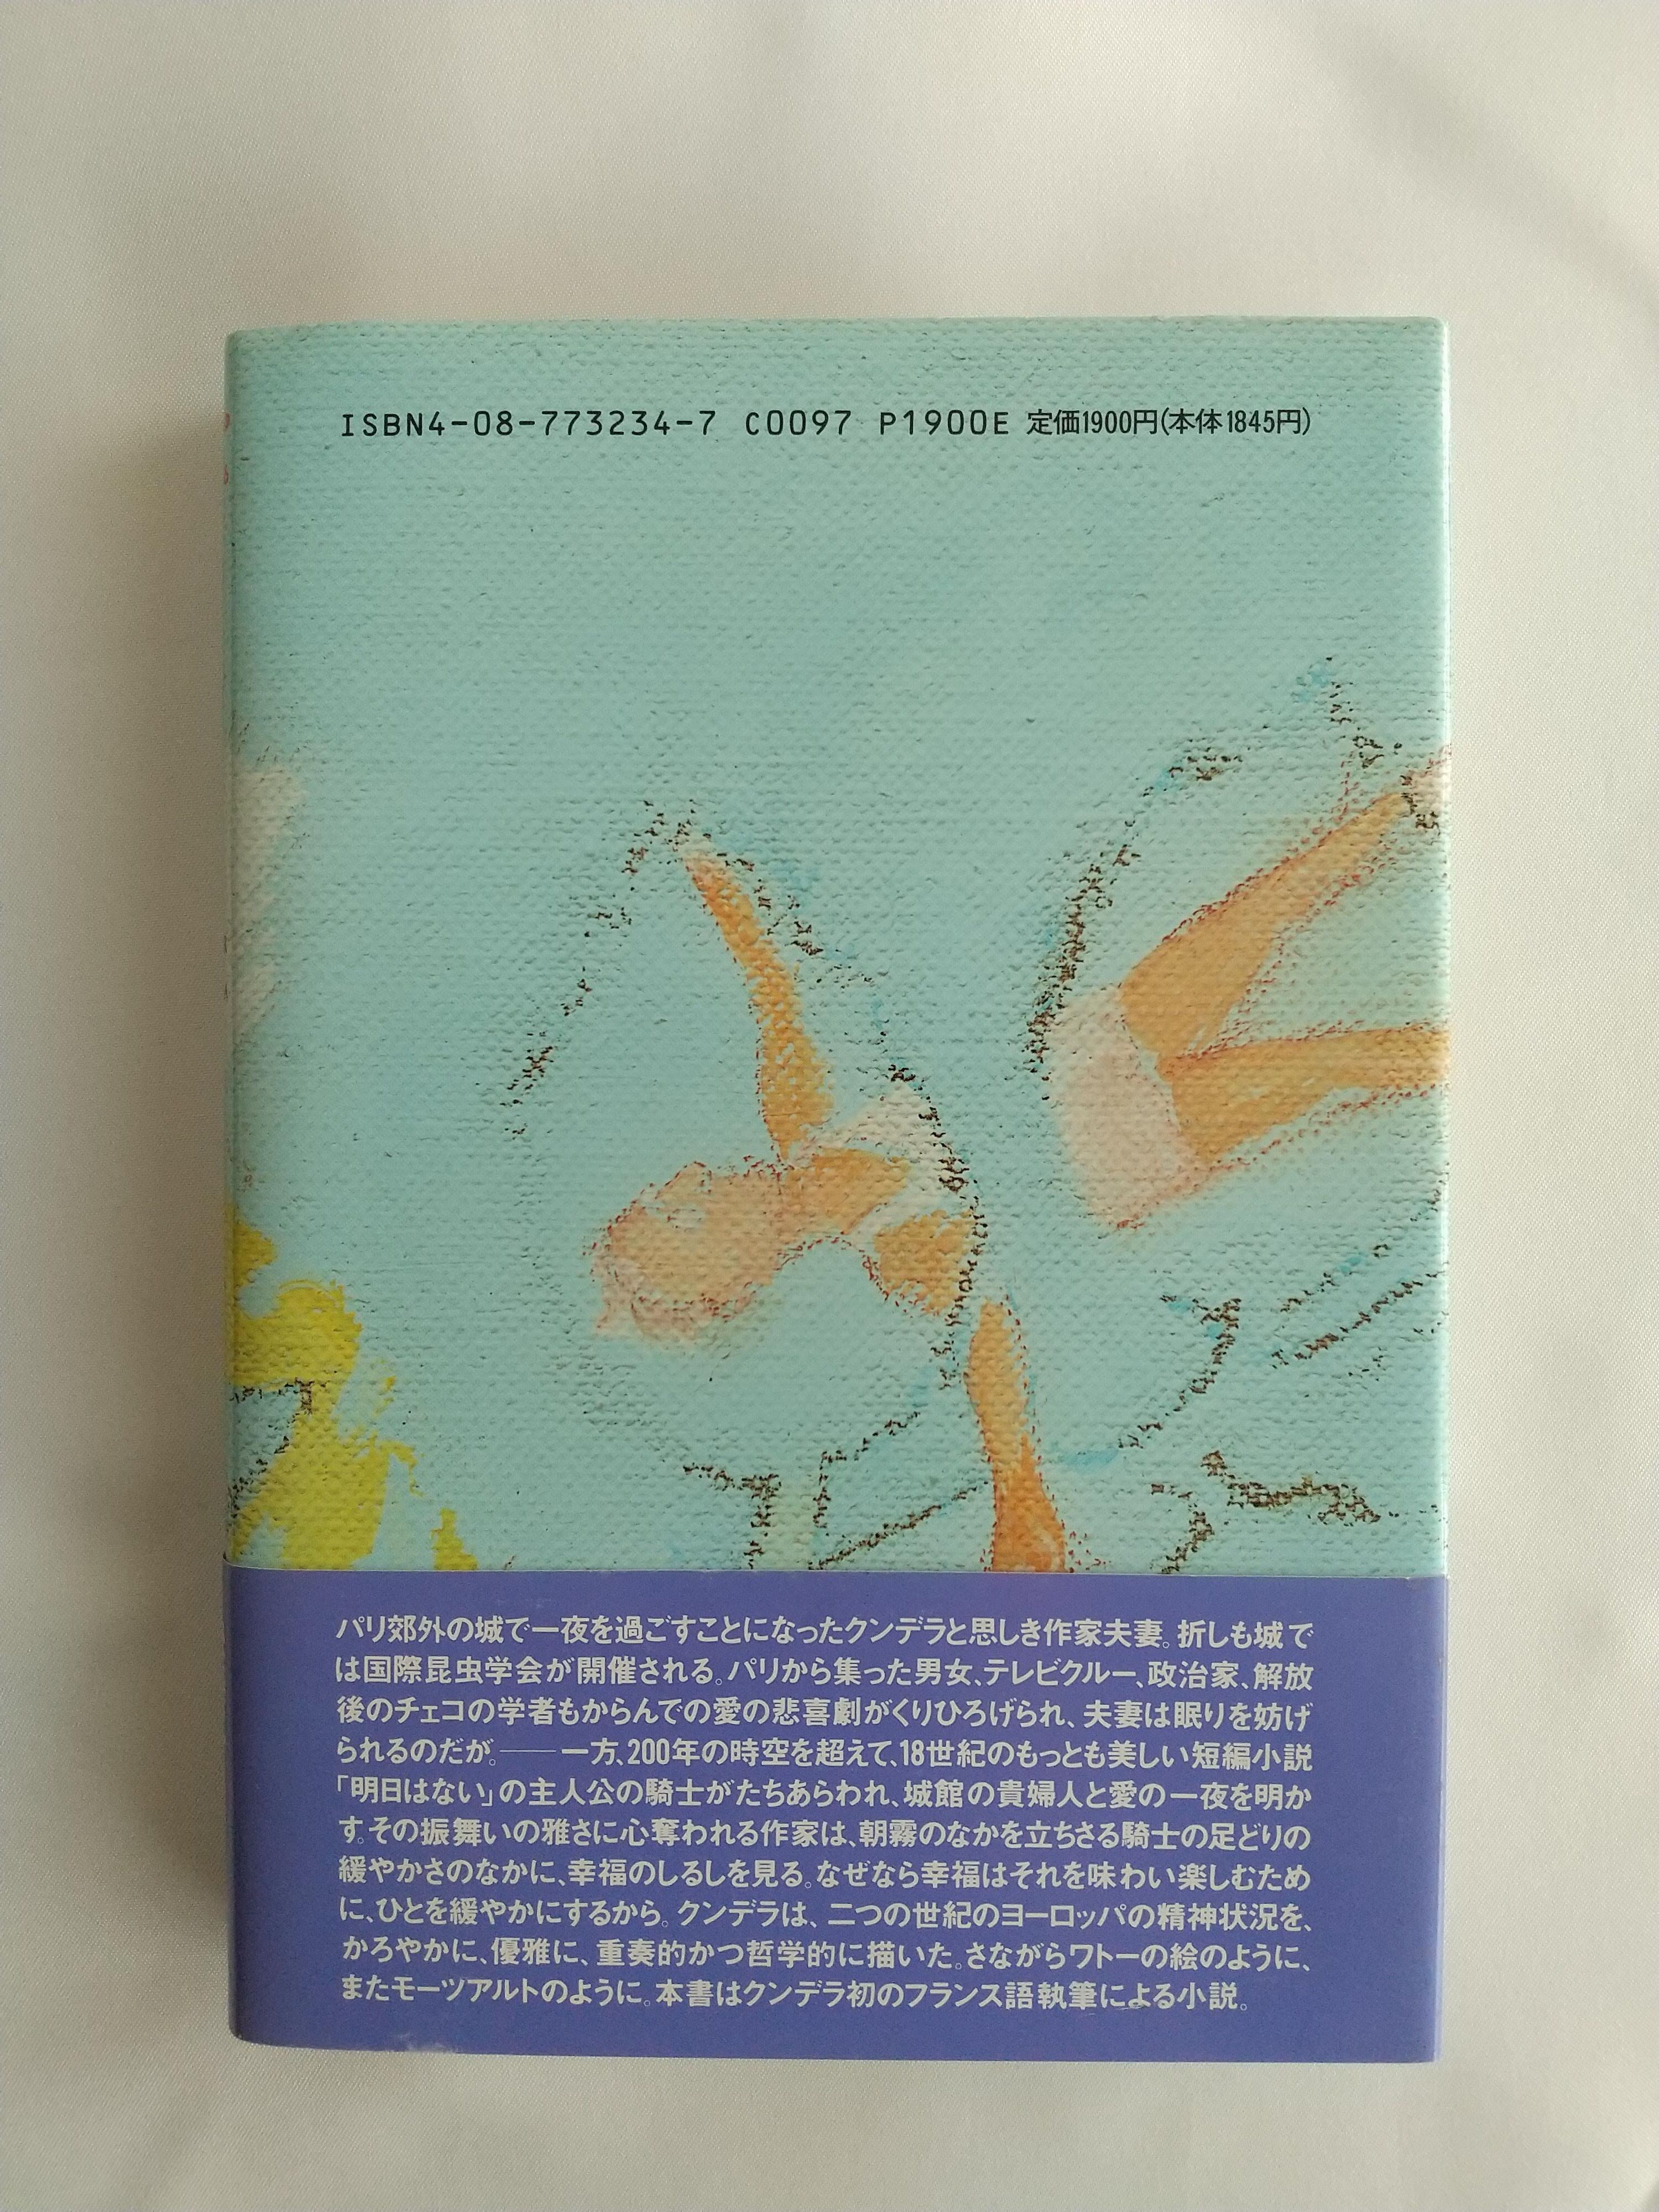 ISBN4-08-773234-7 C0097 P1900E 定価1900円(本体1845円)
パリ郊外の城で一夜を過ごすことになったクンデラと思しき作家夫妻。折しも城で
は国際昆虫学会が開催される。パリから集った男女、テレビクルー、政治家、解放
後のチェコの学者もからんでの愛の悲喜劇がくりひろげられ、夫妻は眠りを妨げ
られるのだが。――一方、200年の時空を超えて、18世紀のもっとも美しい短編小説
「明日はない」の主人公の騎士がたちあらわれ、城館の貴婦人と愛の一夜を明か
す。その振舞いの雅さに心奪われる作家は、朝霧のなかを立ちさる騎士の足どりの
緩やかさのなかに、幸福のしるしを見る。なぜなら幸福はそれを味わい楽しむため
に、ひとを緩やかにするから。クンデラは、二つの世紀のヨーロッパの精神状況を、
かろやかに、優雅に、重奏的かつ哲学的に描いた。さながらワトーの絵のように、
またモーツアルトのように。本書はクンデラ初のフランス語執筆による小説。